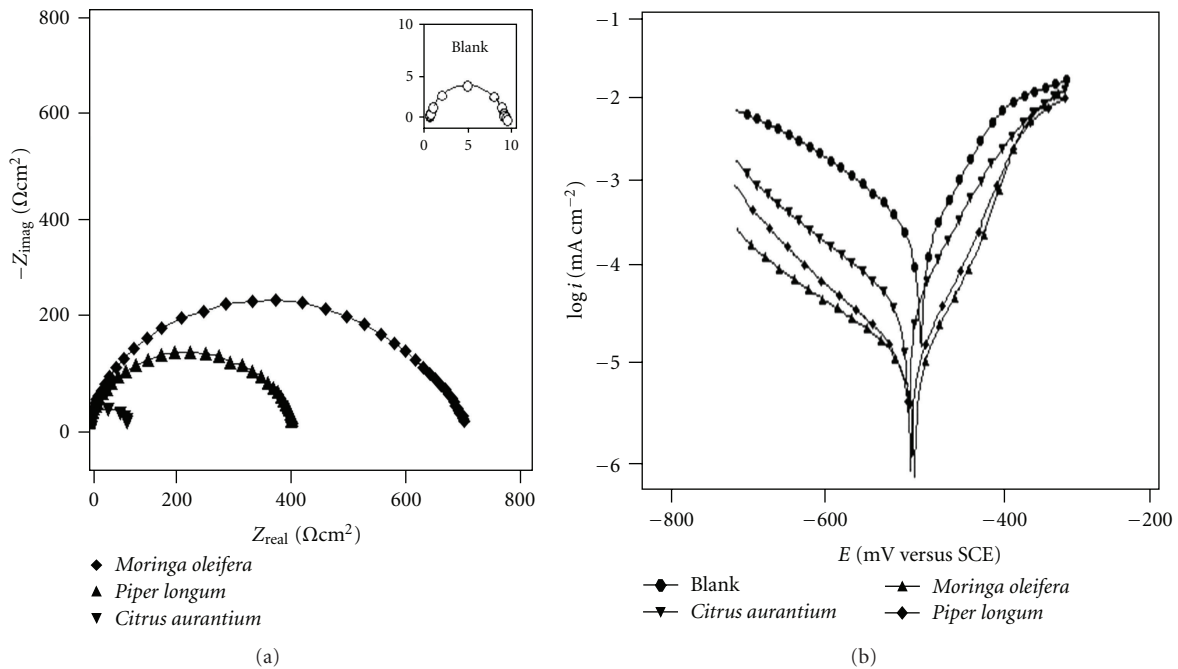 800
600
400
200
0
−Z_imag (Ωcm²)
10
5
0
Blank
0 5 10
0 200 400 600 800
Z_real (Ωcm²)
Moringa oleifera
Piper longum
Citrus aurantium
(a)
−1
−2
−3
−4
−5
−6
log i (mA cm⁻²)
−800 −600 −400 −200
E (mV versus SCE)
Blank Moringa oleifera
Citrus aurantium Piper longum
(b)